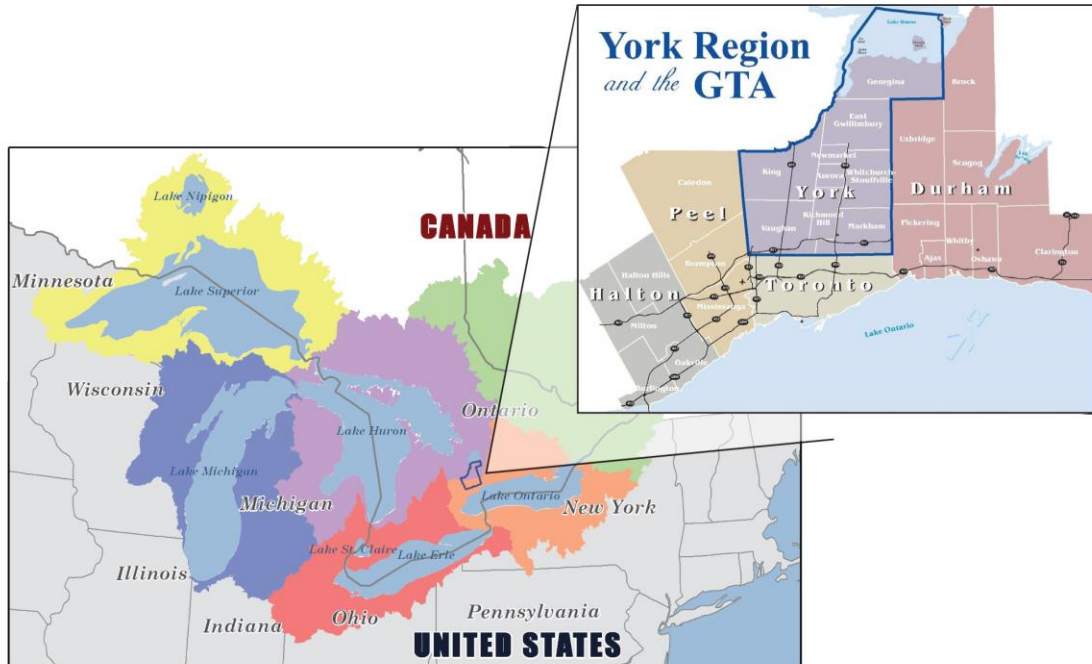 York Region
and the GTA
Lake Simcoe
Georgina
Brock
East
Gwillimbury
Uxbridge
Newmarket
Scugog
King
Aurora
Whitchurch-
Stouffville
Caledon
York
Durham
Peel
Vaughan
Richmond
Hill
Markham
Pickering
Whitby
Ajax
Oshawa
Clarington
Brampton
Halton Hills
Halton
Toronto
Mississauga
Milton
Oakville
Burlington
Lake Ontario
Lake Nipigon
CANADA
Minnesota
Lake Superior
Wisconsin
Ontario
Lake Huron
Lake Michigan
Michigan
Lake Ontario
New York
Lake St. Claire
Lake Erie
Illinois
Indiana
Ohio
Pennsylvania
UNITED STATES